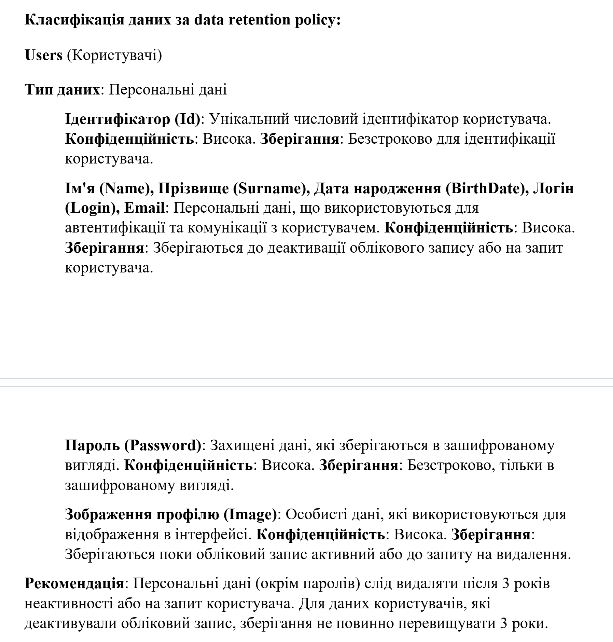 Класифікація даних за data retention policy:
Users (Користувачі)
Тип даних: Персональні дані
Ідентифікатор (Id): Унікальний числовий ідентифікатор користувача.
Конфіденційність: Висока. Зберігання: Безстроково для ідентифікації
користувача.
Ім'я (Name), Прізвище (Surname), Дата народження (BirthDate), Логін
(Login), Email: Персональні дані, що використовуються для
автентифікації та комунікації з користувачем. Конфіденційність: Висока.
Зберігання: Зберігаються до деактивації облікового запису або на запит
користувача.
Пароль (Password): Захищені дані, які зберігаються в зашифрованому
вигляді. Конфіденційність: Висока. Зберігання: Безстроково, тільки в
зашифрованому вигляді.
Зображення профілю (Image): Особисті дані, які використовуються для
відображення в інтерфейсі. Конфіденційність: Висока. Зберігання:
Зберігаються поки обліковий запис активний або до запиту на видалення.
Рекомендація: Персональні дані (окрім паролів) слід видаляти після 3 років
неактивності або на запит користувача. Для даних користувачів, які
деактивували обліковий запис, зберігання не повинно перевищувати 3 роки.